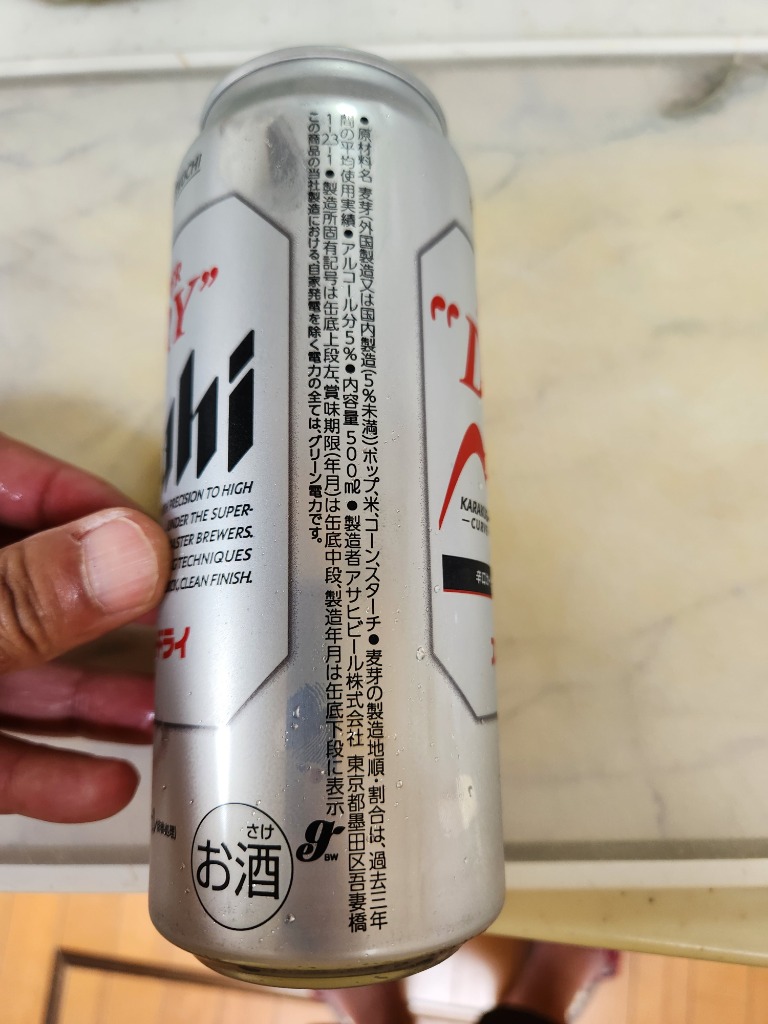 ●原材料名 麦芽(外国製造又は国内製造(5%未満))ホップ、米、コーン、スターチ●麦芽の製造地順・割合は、過去三年
間の平均使用実績●アルコール分5%●内容量500㎖●製造者アサヒビール株式会社 東京都墨田区吾妻橋
1-23-1●製造所固有記号は缶底上段左、賞味期限(年月)は缶底中段、製造年月は缶底下段に表示
この商品の当社製造における、自家発電を除く電力の全ては、グリーン電力です。
Y”
hi
PRECISION TO HIGH
UNDER THE SUPER-
ASTER BREWERS.
TECHNIQUES
CLEAN FINISH.
ドライ
さけ
お酒
g
BW
“D
KARA
CURV
辛口